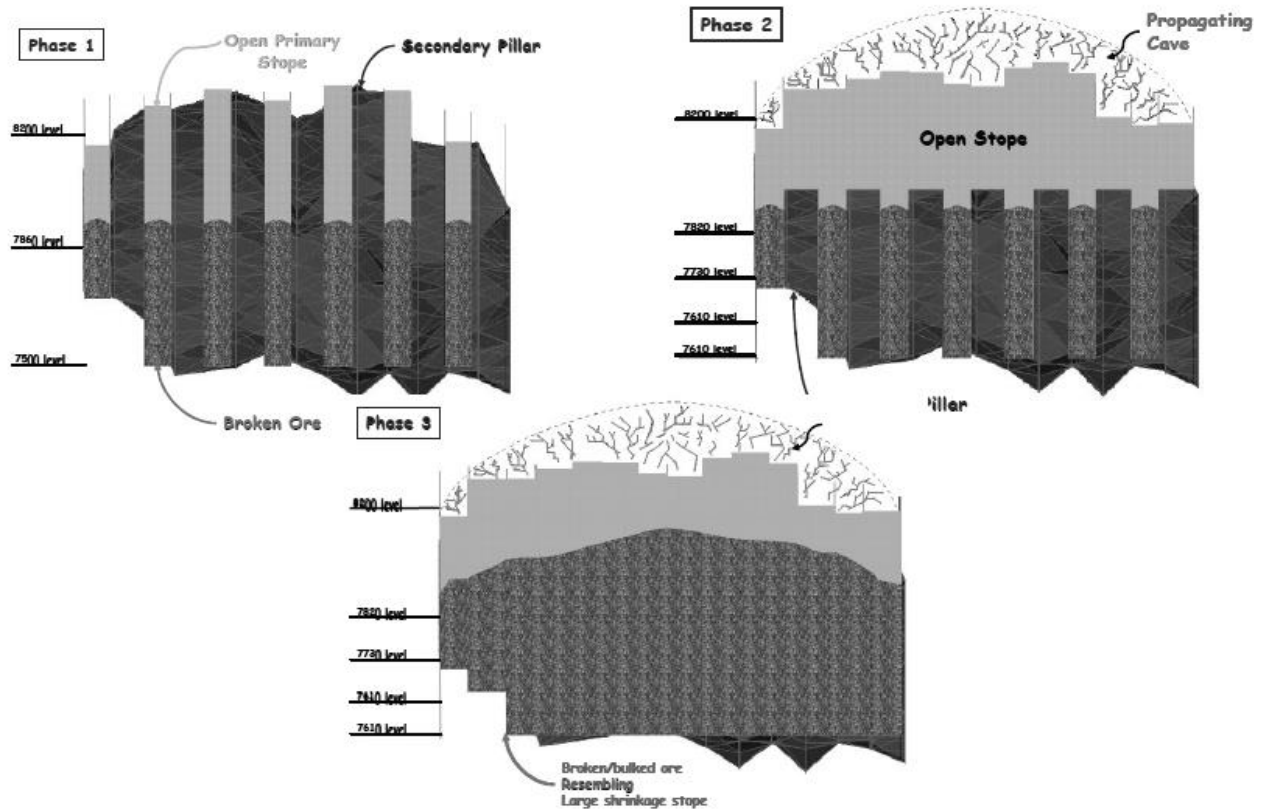 Phase 1
Open Primary
Stope
Secondary Pillar
8200 level
7860 level
7500 level
Broken Ore
Phase 2
Propagating
Cave
8200 level
Open Stope
7820 level
7730 level
7610 level
7610 level
Pillar
Phase 3
8200 level
7820 level
7730 level
7610 level
7610 level
Broken/bulked ore
Resembling
Large shrinkage stope